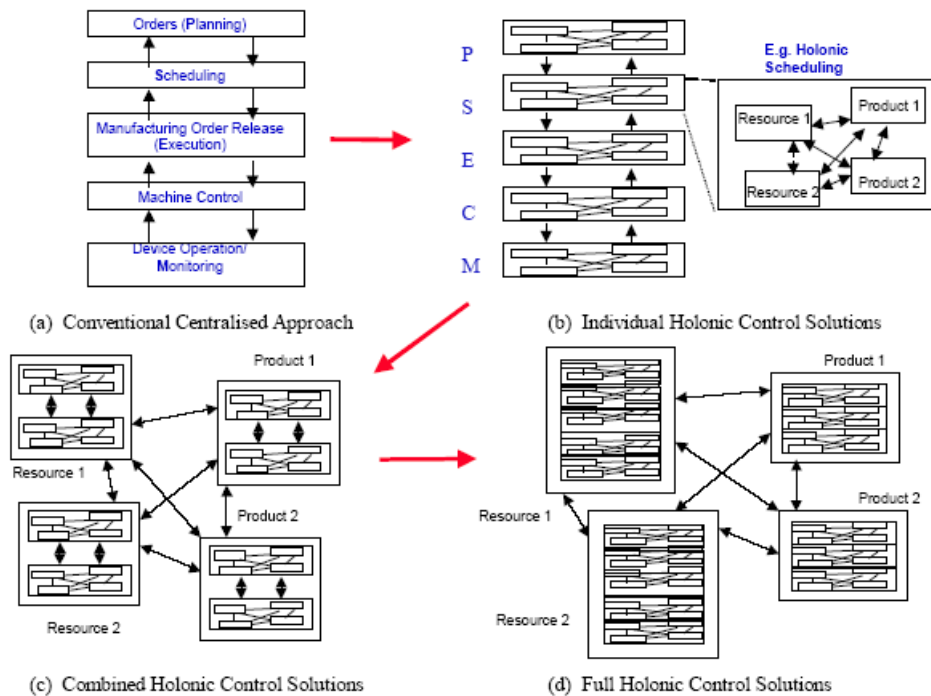 Orders (Planning)
Scheduling
Manufacturing Order Release
(Execution)
Machine Control
Device Operation/
Monitoring
(a) Conventional Centralised Approach
P
S
E
C
M
E.g. Holonic
Scheduling
Resource 1
Product 1
Resource 2
Product 2
(b) Individual Holonic Control Solutions
Product 1
Resource 1
Product 2
Resource 2
(c) Combined Holonic Control Solutions
Product 1
Resource 1
Product 2
Resource 2
(d) Full Holonic Control Solutions